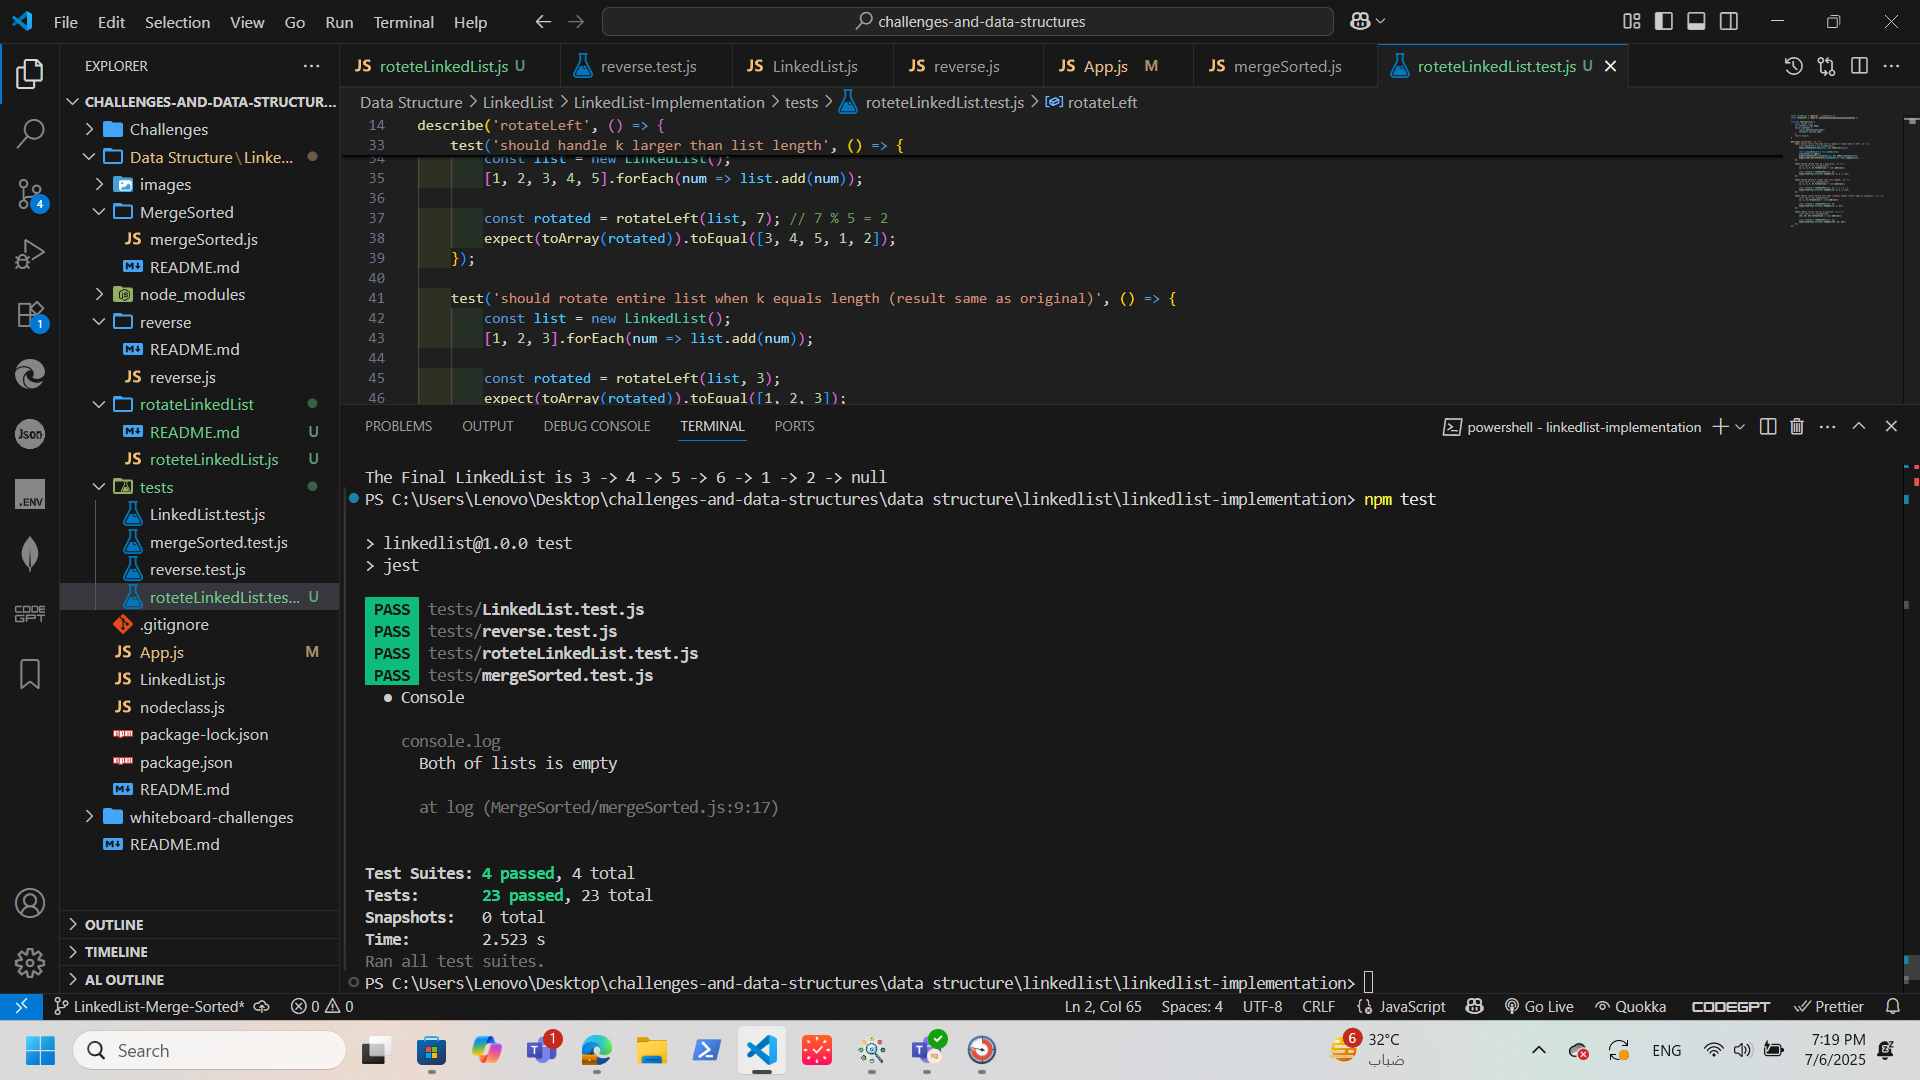 File Edit Selection View Go Run Terminal Help
challenges-and-data-structures
EXPLORER
CHALLENGES-AND-DATA-STRUCTUR...
Challenges
Data Structure\Linke...
images
MergeSorted
JS mergeSorted.js
README.md
node_modules
reverse
README.md
JS reverse.js
rotateLinkedList
README.md U
JS roteteLinkedList.js U
tests
LinkedList.test.js
mergeSorted.test.js
reverse.test.js
roteteLinkedList.tes... U
.gitignore
JS App.js M
JS LinkedList.js
JS nodeclass.js
package-lock.json
package.json
README.md
whiteboard-challenges
README.md
OUTLINE
TIMELINE
AL OUTLINE
4
1
Json
.ENV
CODE GPT
JS roteteLinkedList.js U
reverse.test.js
JS LinkedList.js
JS reverse.js
JS App.js M
JS mergeSorted.js
roteteLinkedList.test.js U
Data Structure > LinkedList > LinkedList-Implementation > tests > roteteLinkedList.test.js > rotateLeft
14 describe('rotateLeft', () => {
33 test('should handle k larger than list length', () => {
34 const list = new LinkedList();
35 [1, 2, 3, 4, 5].forEach(num => list.add(num));
36
37 const rotated = rotateLeft(list, 7); // 7 % 5 = 2
38 expect(toArray(rotated)).toEqual([3, 4, 5, 1, 2]);
39 });
40
41 test('should rotate entire list when k equals length (result same as original)', () => {
42 const list = new LinkedList();
43 [1, 2, 3].forEach(num => list.add(num));
44
45 const rotated = rotateLeft(list, 3);
46 expect(toArray(rotated)).toEqual([1, 2, 3]);
PROBLEMS OUTPUT DEBUG CONSOLE TERMINAL PORTS
powershell - linkedlist-implementation
The Final LinkedList is 3 -> 4 -> 5 -> 6 -> 1 -> 2 -> null
PS C:\Users\Lenovo\Desktop\challenges-and-data-structures\data structure\linkedlist\linkedlist-implementation> npm test
> linkedlist@1.0.0 test
> jest
PASS tests/LinkedList.test.js
PASS tests/reverse.test.js
PASS tests/roteteLinkedList.test.js
PASS tests/mergeSorted.test.js
● Console
console.log
Both of lists is empty
at log (MergeSorted/mergeSorted.js:9:17)
Test Suites: 4 passed, 4 total
Tests: 23 passed, 23 total
Snapshots: 0 total
Time: 2.523 s
Ran all test suites.
PS C:\Users\Lenovo\Desktop\challenges-and-data-structures\data structure\linkedlist\linkedlist-implementation>
LinkedList-Merge-Sorted* 0 0
Ln 2, Col 65 Spaces: 4 UTF-8 CRLF {} JavaScript Go Live Quokka CODEGPT Prettier
Search
1
6
32°C
ضباب
ENG
7:19 PM
7/6/2025